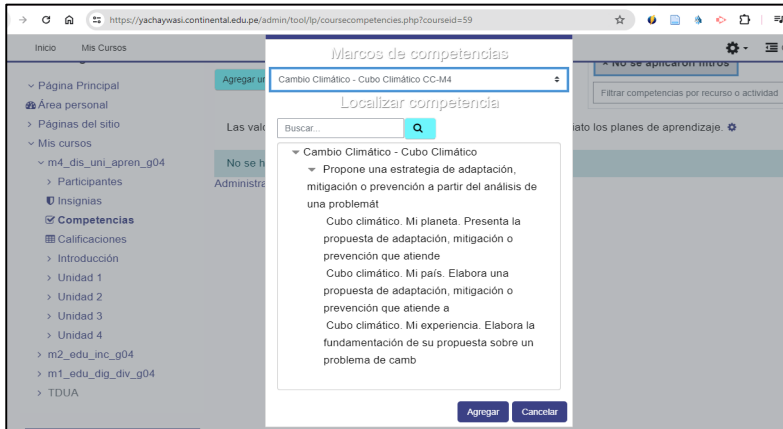 https://yachaywasi.continental.edu.pe/admin/tool/lp/coursecompetencies.php?courseid=59
Inicio Mis Cursos
Página Principal
Área personal
Páginas del sitio
Mis cursos
m4_dis_uni_apren_g04
Participantes
Insignias
Competencias
Calificaciones
Introducción
Unidad 1
Unidad 2
Unidad 3
Unidad 4
m2_edu_inc_g04
m1_edu_dig_div_g04
TDUA
Agregar
Las
No se h
Administra
Marcos de competencias
Cambio Climático - Cubo Climático CC-M4
Localizar competencia
Buscar...
Cambio Climático - Cubo Climático
Propone una estrategia de adaptación,
mitigación o prevención a partir del análisis de
una problemát
Cubo climático. Mi planeta. Presenta la
propuesta de adaptación, mitigación o
prevención que atiende
Cubo climático. Mi país. Elabora una
propuesta de adaptación, mitigación o
prevención que atiende a
Cubo climático. Mi experiencia. Elabora la
fundamentación de su propuesta sobre un
problema de camb
Agregar Cancelar
No se aplicaron filtros
Filtrar competencias por recurso o actividad
iato los planes de aprendizaje.